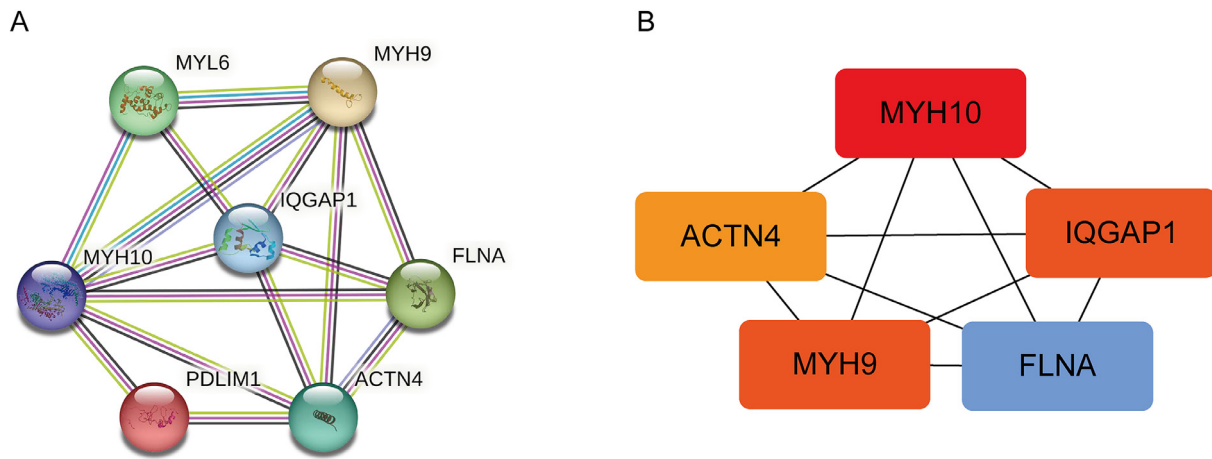 A
MYL6
MYH9
IQGAP1
MYH10
FLNA
PDLIM1
ACTN4
B
MYH10
ACTN4
IQGAP1
MYH9
FLNA